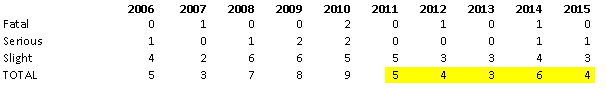 2006 2007 2008 2009 2010 2011 2012 2013 2014 2015
Fatal 0 1 0 0 2 0 1 0 1 0
Serious 1 0 1 2 2 0 0 0 1 1
Slight 4 2 6 6 5 5 3 3 4 3
TOTAL 5 3 7 8 9 5 4 3 6 4